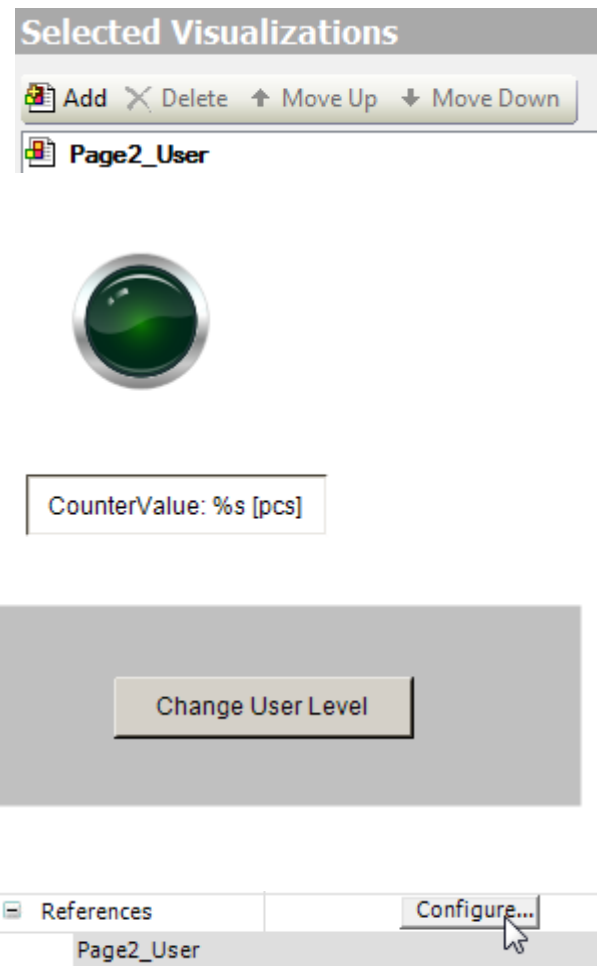 Selected Visualizations
Add Delete Move Up Move Down
Page2_User
CounterValue: %s [pcs]
Change User Level
References Configure...
Page2_User